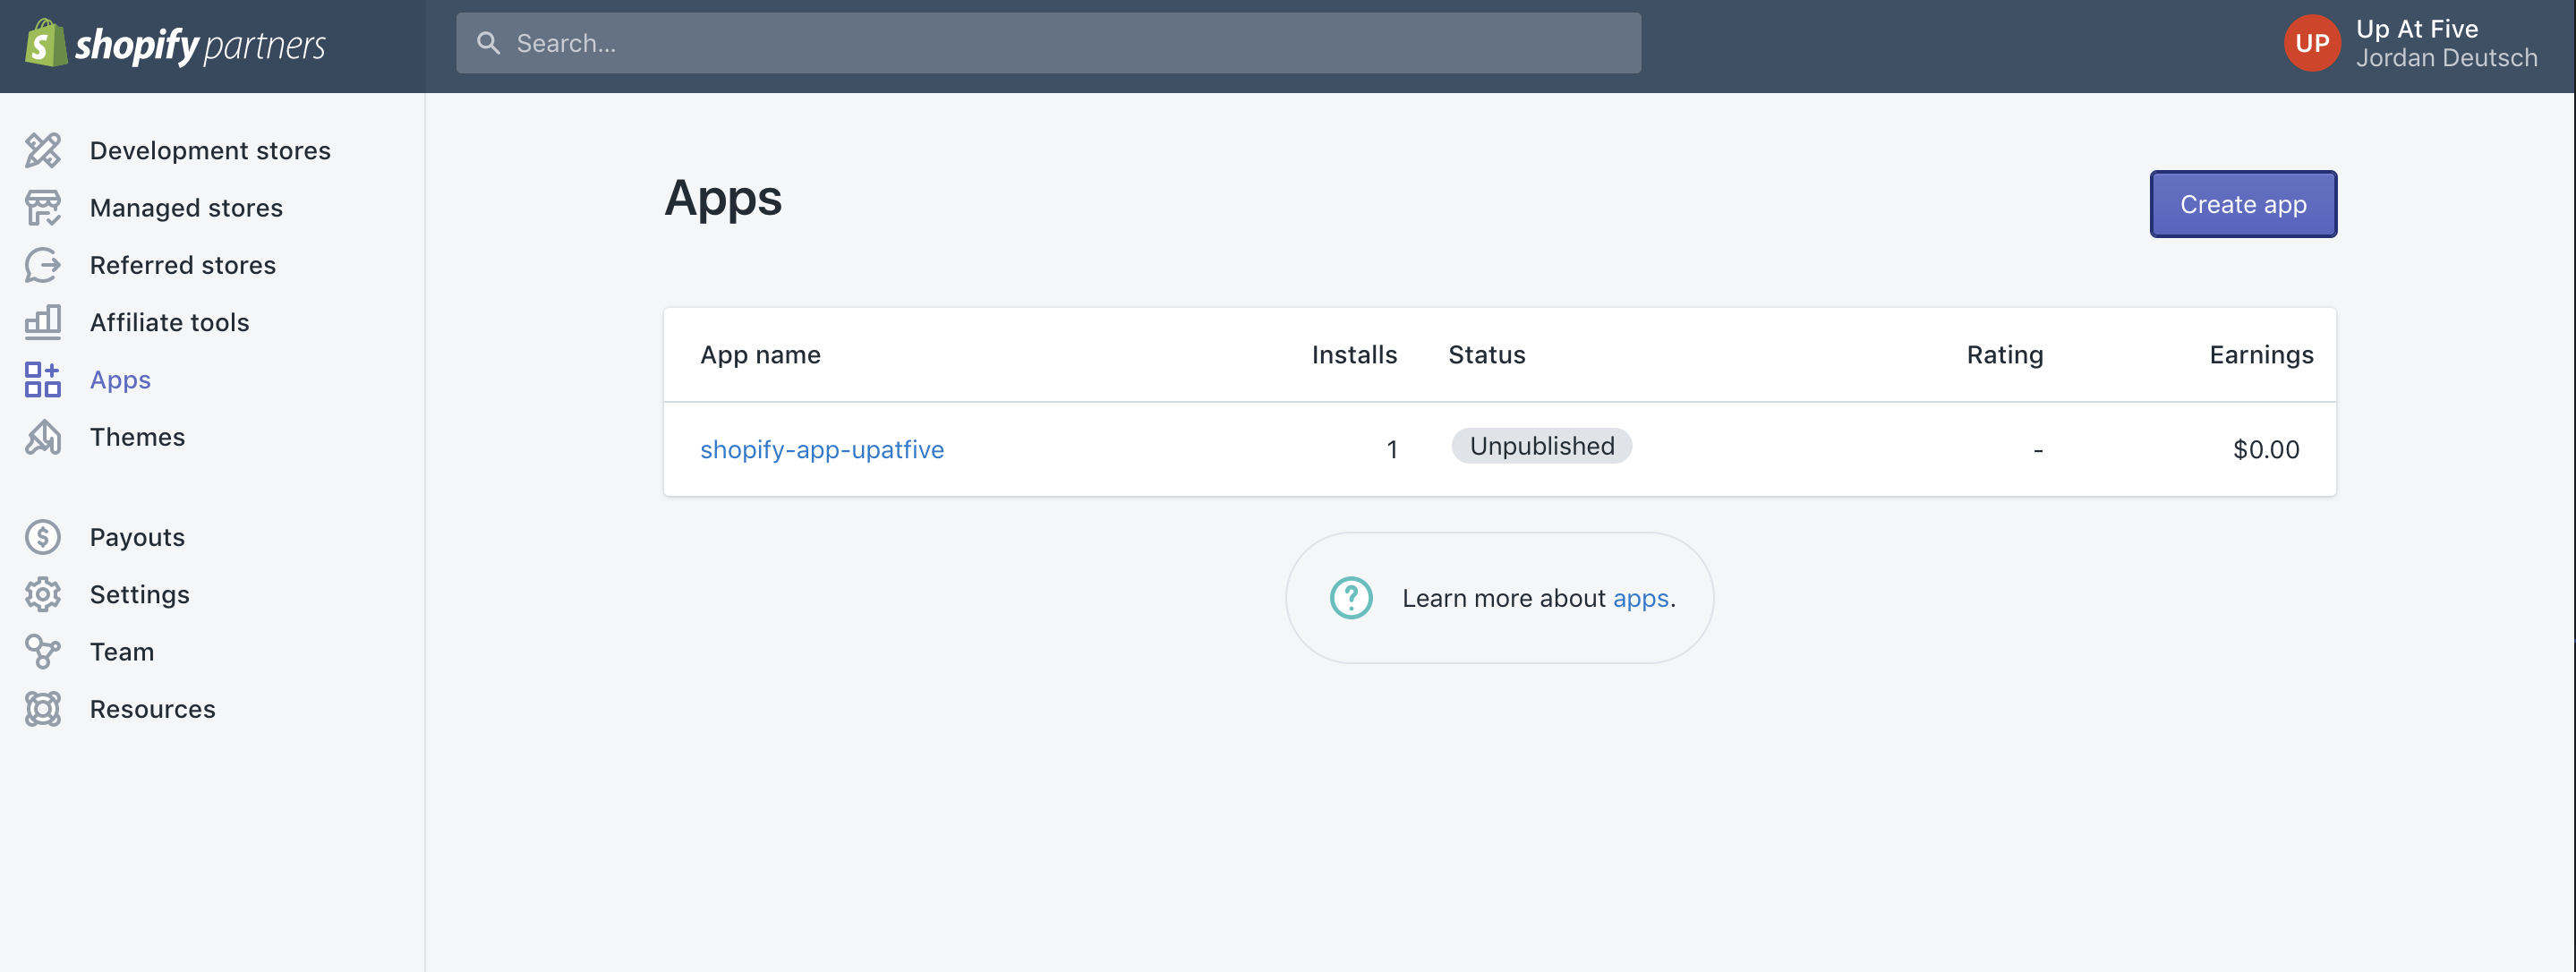 shopify partners
Search...
UP
Up At Five
Jordan Deutsch
Development stores
Managed stores
Referred stores
Affiliate tools
Apps
Themes
Payouts
Settings
Team
Resources
Apps
Create app
App name Installs Status Rating Earnings
shopify-app-upatfive 1 Unpublished - $0.00
Learn more about apps.